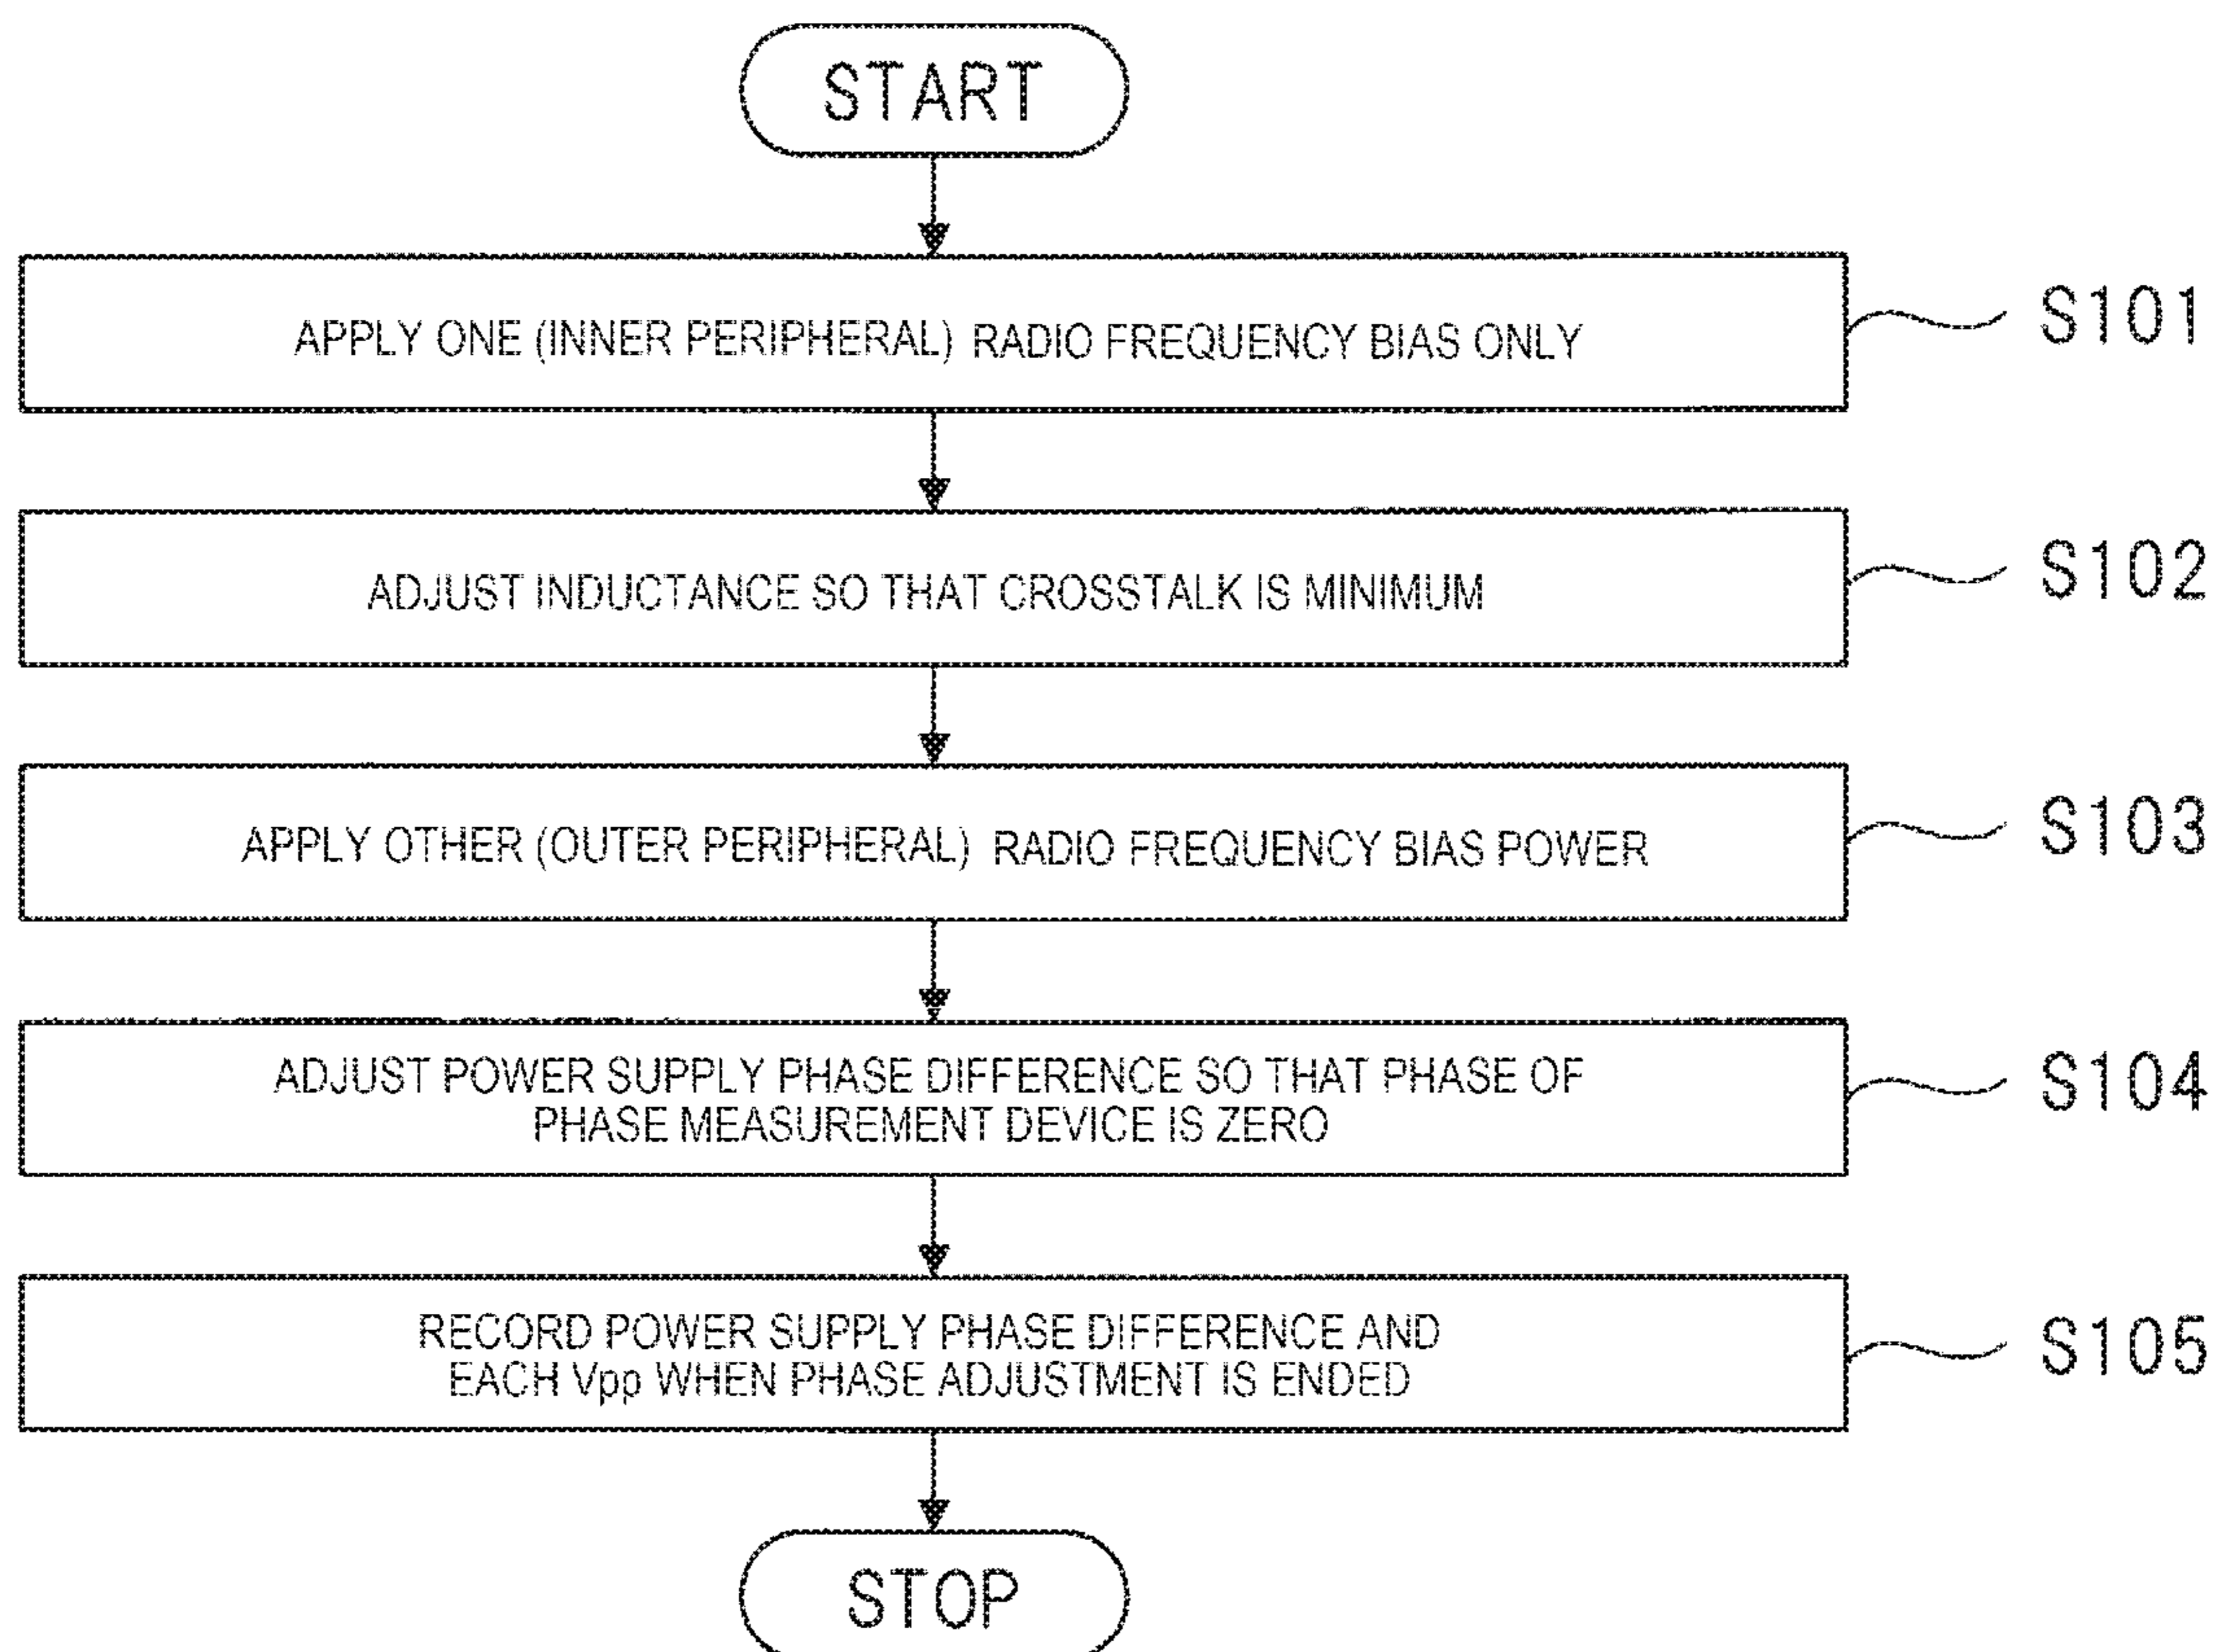 START
APPLY ONE (INNER PERIPHERAL) RADIO FREQUENCY BIAS ONLY
S101
ADJUST INDUCTANCE SO THAT CROSSTALK IS MINIMUM
S102
APPLY OTHER (OUTER PERIPHERAL) RADIO FREQUENCY BIAS POWER
S103
ADJUST POWER SUPPLY PHASE DIFFERENCE SO THAT PHASE OF
PHASE MEASUREMENT DEVICE IS ZERO
S104
RECORD POWER SUPPLY PHASE DIFFERENCE AND
EACH Vpp WHEN PHASE ADJUSTMENT IS ENDED
S105
STOP